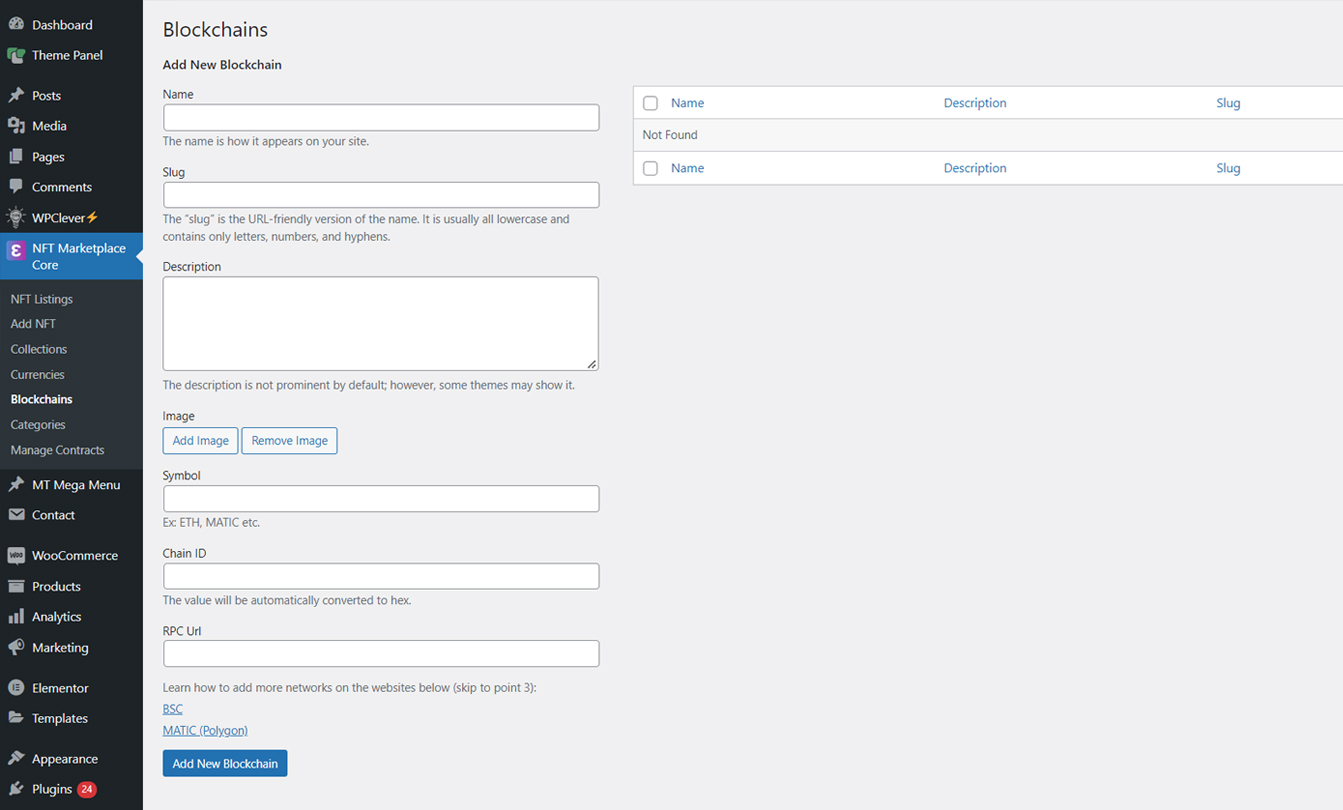 Dashboard
Theme Panel
Posts
Media
Pages
Comments
WPClever⚡
NFT Marketplace
Core
NFT Listings
Add NFT
Collections
Currencies
Blockchains
Categories
Manage Contracts
MT Mega Menu
Contact
WooCommerce
Products
Analytics
Marketing
Elementor
Templates
Appearance
Plugins 24
Blockchains
Add New Blockchain
Name
The name is how it appears on your site.
Slug
The “slug” is the URL-friendly version of the name. It is usually all lowercase and
contains only letters, numbers, and hyphens.
Description
The description is not prominent by default; however, some themes may show it.
Image
Add Image Remove Image
Symbol
Ex: ETH, MATIC etc.
Chain ID
The value will be automatically converted to hex.
RPC Url
Learn how to add more networks on the websites below (skip to point 3):
BSC
MATIC (Polygon)
Add New Blockchain
Name Description Slug
Not Found
Name Description Slug